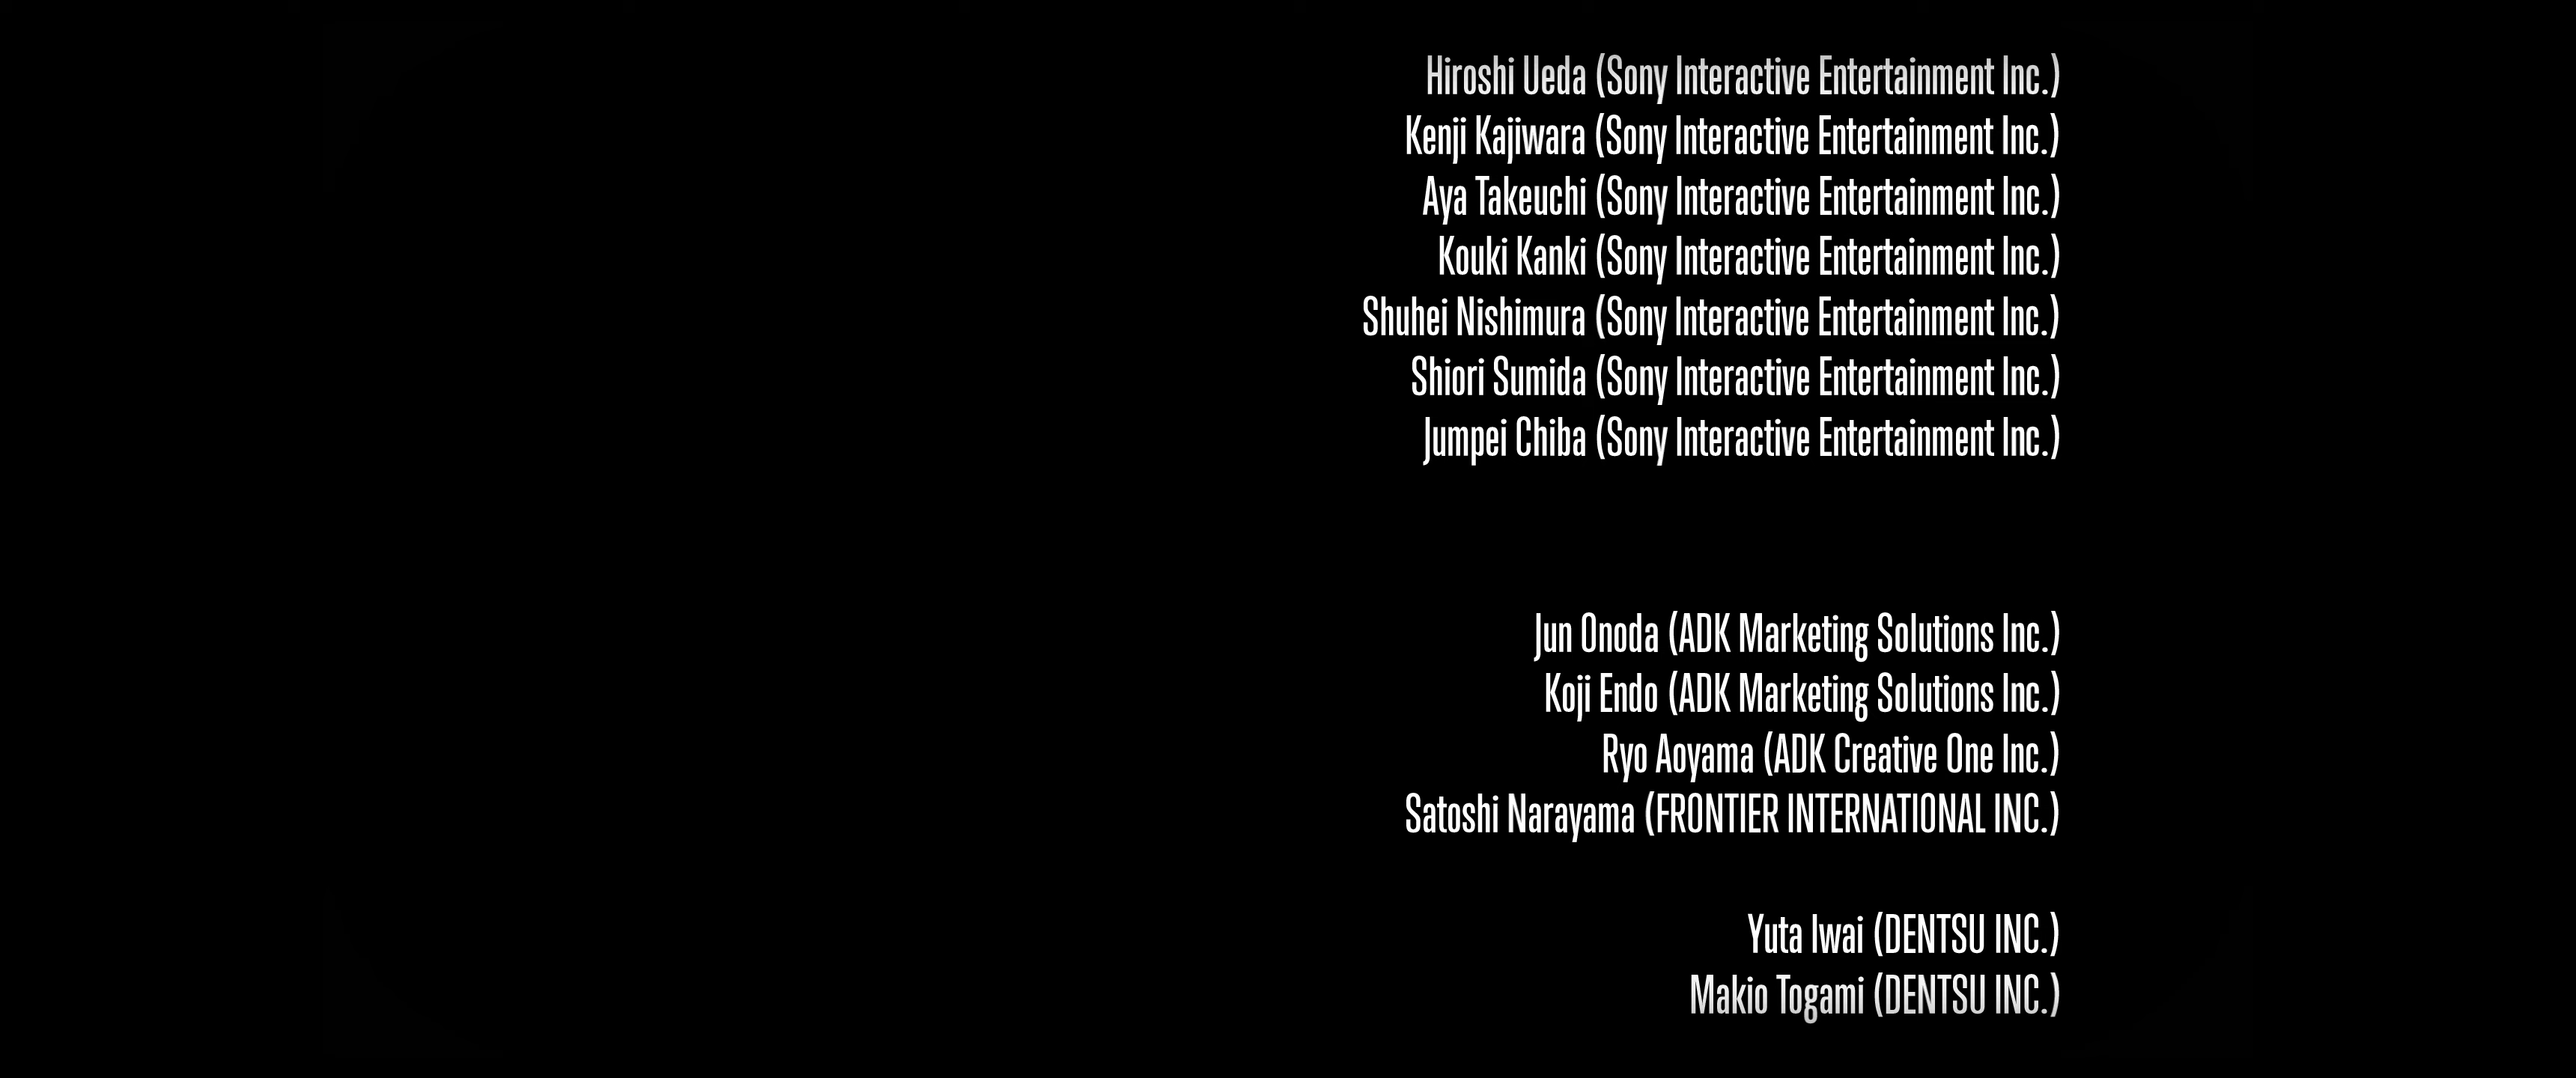 Hiroshi Ueda (Sony Interactive Entertainment Inc.)
Kenji Kajiwara (Sony Interactive Entertainment Inc.)
Aya Takeuchi (Sony Interactive Entertainment Inc.)
Kouki Kanki (Sony Interactive Entertainment Inc.)
Shuhei Nishimura (Sony Interactive Entertainment Inc.)
Shiori Sumida (Sony Interactive Entertainment Inc.)
Jumpei Chiba (Sony Interactive Entertainment Inc.)
Jun Onoda (ADK Marketing Solutions Inc.)
Koji Endo (ADK Marketing Solutions Inc.)
Ryo Aoyama (ADK Creative One Inc.)
Satoshi Narayama (FRONTIER INTERNATIONAL INC.)
Yuta Iwai (DENTSU INC.)
Makio Togami (DENTSU INC.)